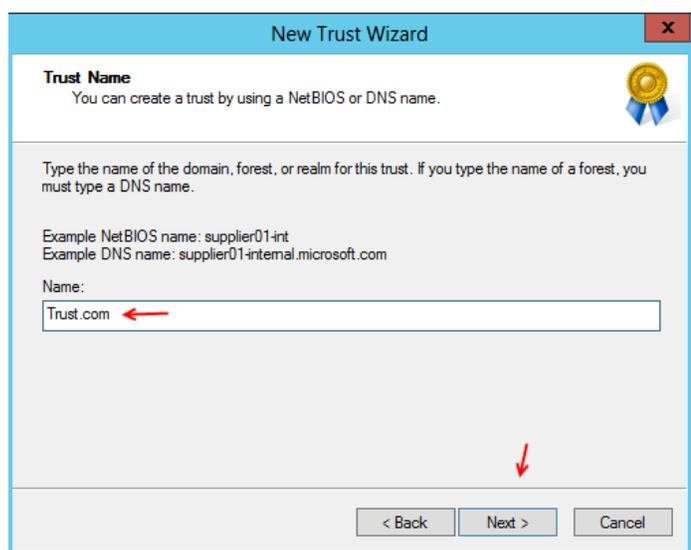 New Trust Wizard
x
Trust Name
You can create a trust by using a NetBIOS or DNS name.
Type the name of the domain, forest, or realm for this trust. If you type the name of a forest, you
must type a DNS name.
Example NetBIOS name: supplier01-int
Example DNS name: supplier01-internal.microsoft.com
Name:
Trust.com
< Back
Next >
Cancel